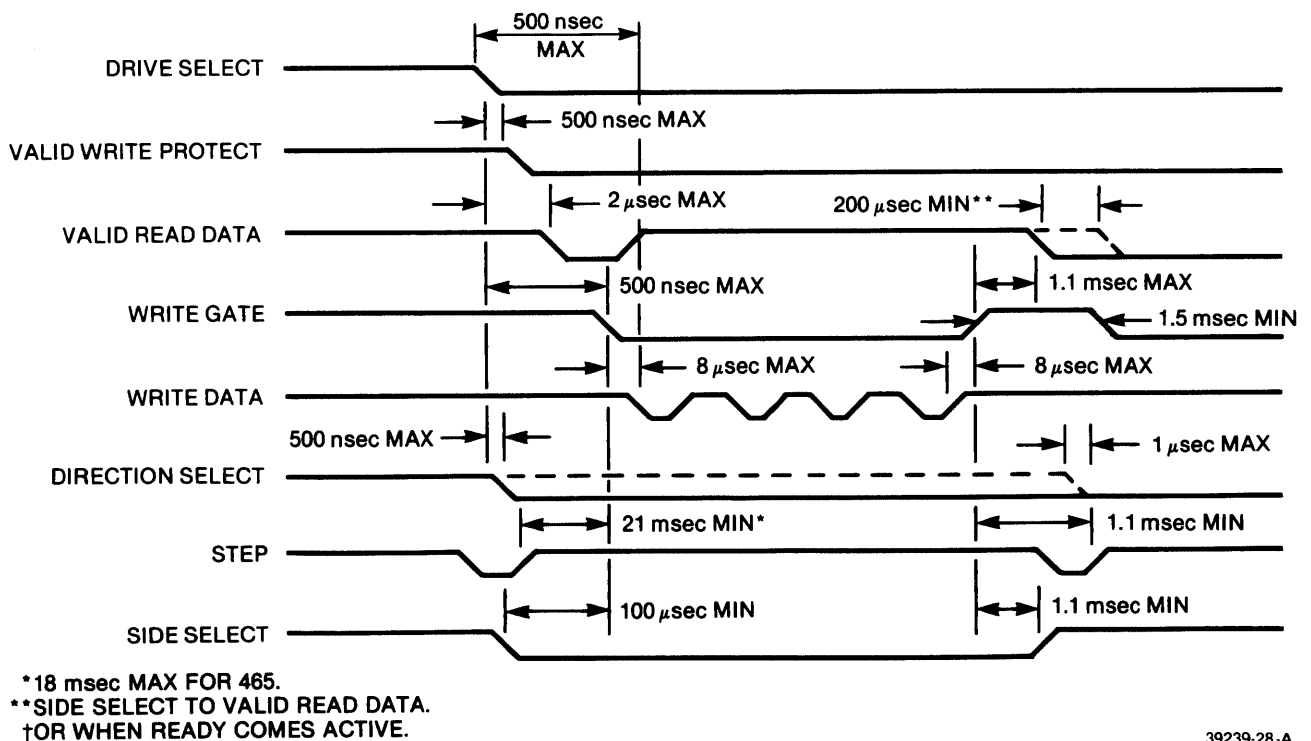 500 nsec
MAX
DRIVE SELECT
500 nsec MAX
VALID WRITE PROTECT
2 μsec MAX
200 μsec MIN**
VALID READ DATA
500 nsec MAX
1.1 msec MAX
WRITE GATE
1.5 msec MIN
8 μsec MAX
8 μsec MAX
WRITE DATA
500 nsec MAX
1 μsec MAX
DIRECTION SELECT
21 msec MIN*
1.1 msec MIN
STEP
100 μsec MIN
1.1 msec MIN
SIDE SELECT
*18 msec MAX FOR 465.
**SIDE SELECT TO VALID READ DATA.
†OR WHEN READY COMES ACTIVE.
39239-28-A